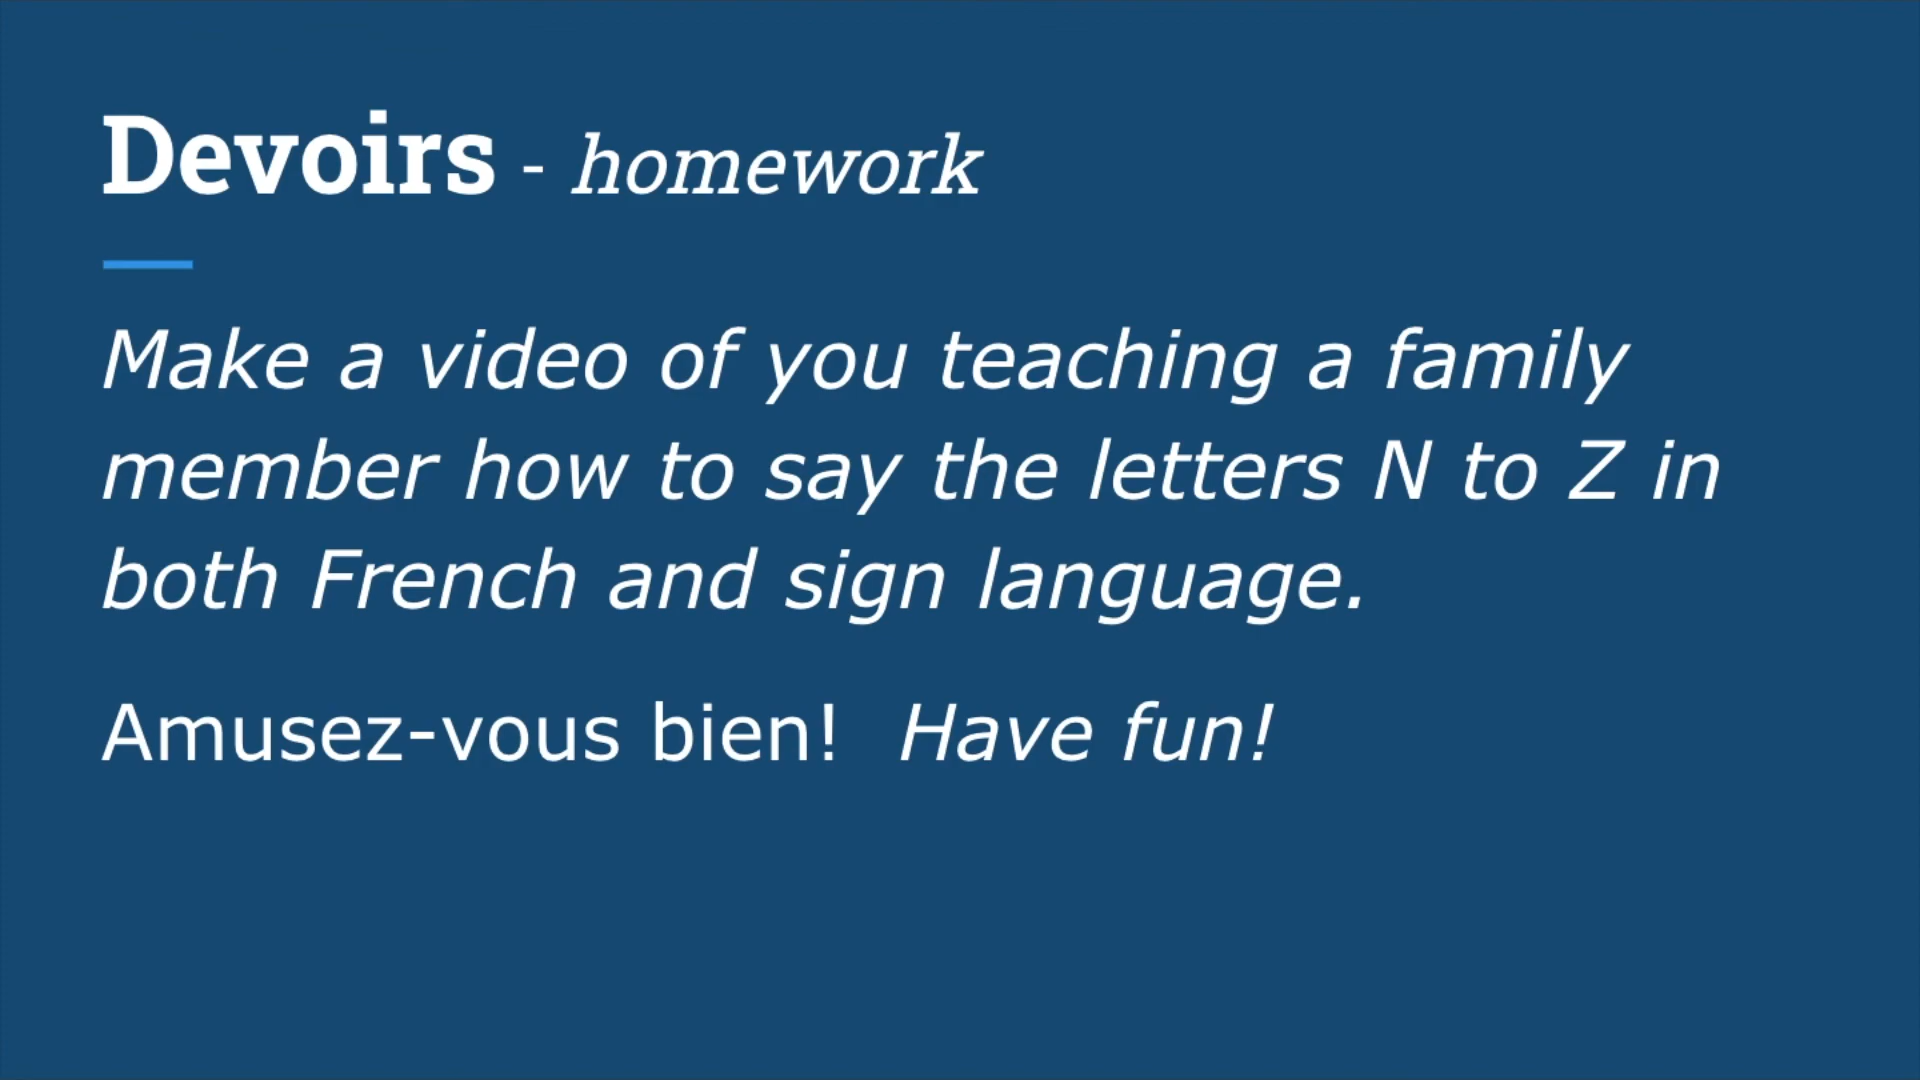 Devoirs - homework
Make a video of you teaching a family
member how to say the letters N to Z in
both French and sign language.
Amusez-vous bien! Have fun!